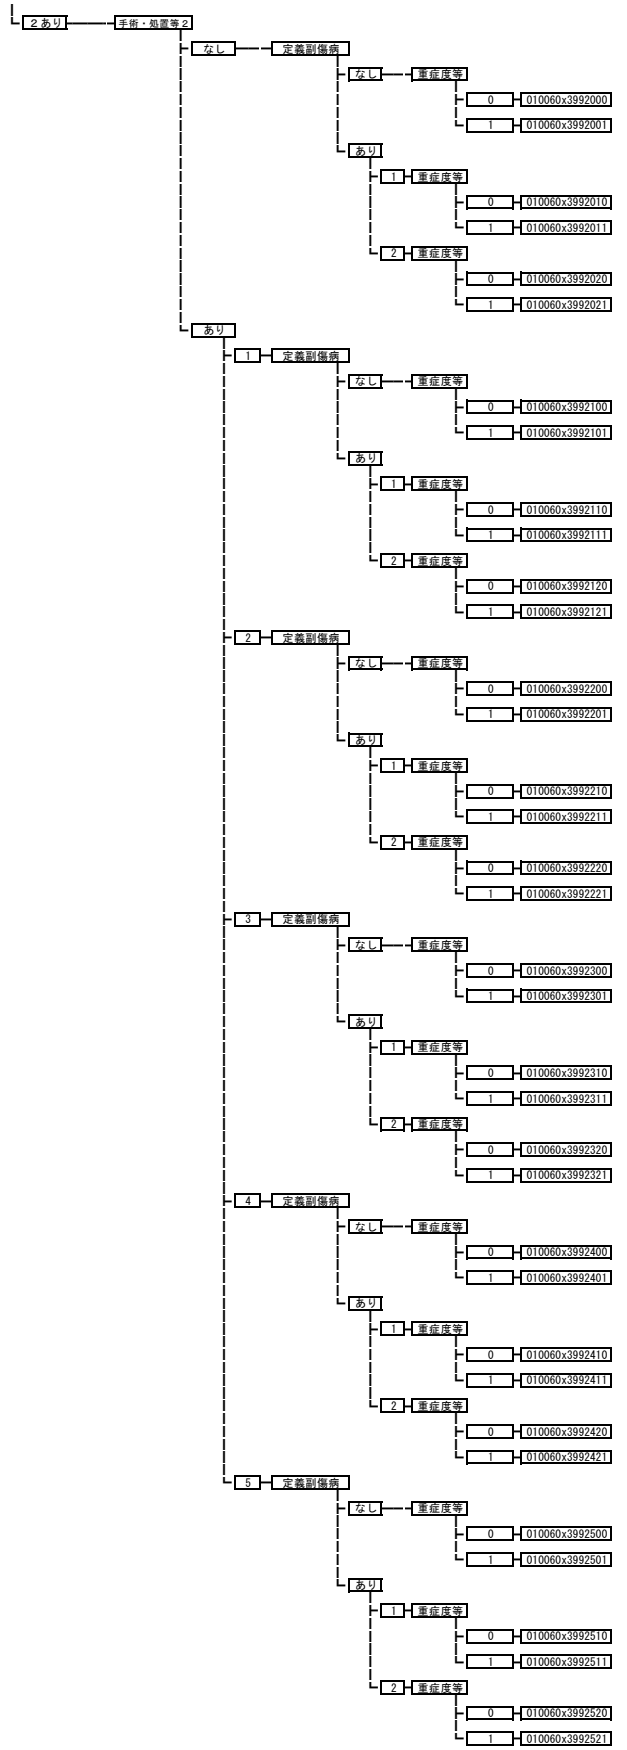 ２あり 手術・処置等２
なし 定義副傷病
なし 重症度等
0 010060x3992000
1 010060x3992001
あり
1 重症度等
0 010060x3992010
1 010060x3992011
2 重症度等
0 010060x3992020
1 010060x3992021
あり
1 定義副傷病
なし 重症度等
0 010060x3992100
1 010060x3992101
あり
1 重症度等
0 010060x3992110
1 010060x3992111
2 重症度等
0 010060x3992120
1 010060x3992121
2 定義副傷病
なし 重症度等
0 010060x3992200
1 010060x3992201
あり
1 重症度等
0 010060x3992210
1 010060x3992211
2 重症度等
0 010060x3992220
1 010060x3992221
3 定義副傷病
なし 重症度等
0 010060x3992300
1 010060x3992301
あり
1 重症度等
0 010060x3992310
1 010060x3992311
2 重症度等
0 010060x3992320
1 010060x3992321
4 定義副傷病
なし 重症度等
0 010060x3992400
1 010060x3992401
あり
1 重症度等
0 010060x3992410
1 010060x3992411
2 重症度等
0 010060x3992420
1 010060x3992421
5 定義副傷病
なし 重症度等
0 010060x3992500
1 010060x3992501
あり
1 重症度等
0 010060x3992510
1 010060x3992511
2 重症度等
0 010060x3992520
1 010060x3992521